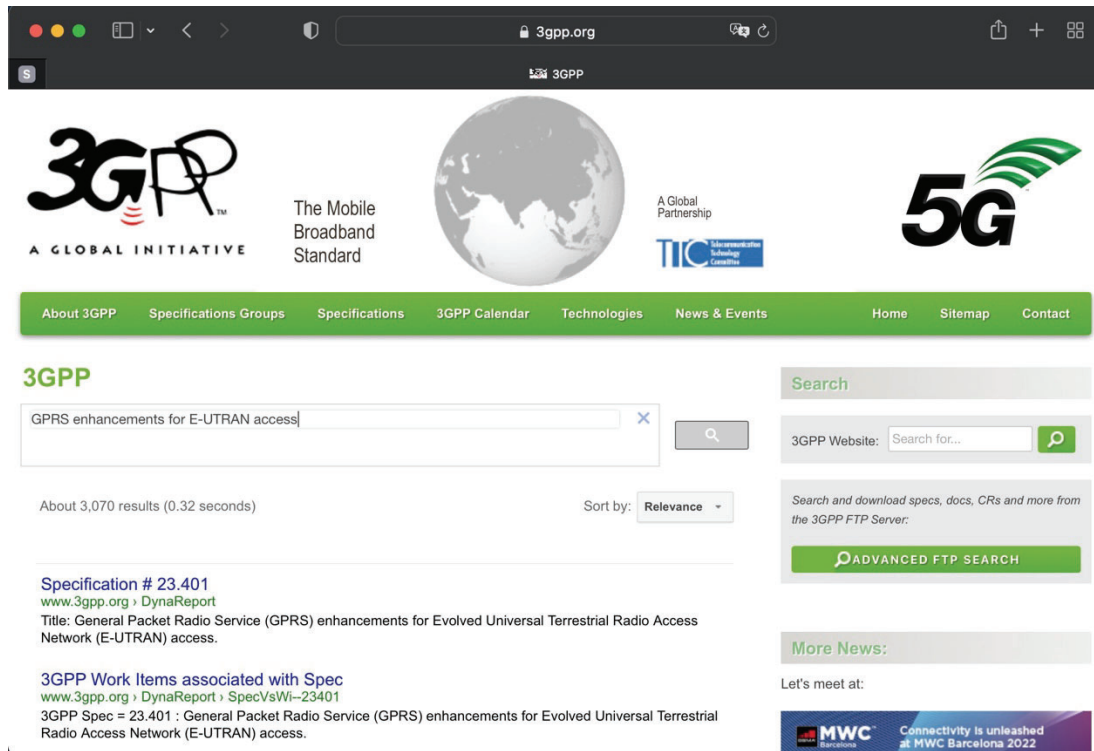 3gpp.org
S
3GPP
3GPP
TM
A GLOBAL INITIATIVE
The Mobile
Broadband
Standard
A Global
Partnership
TTC Telecommunication
Technology
Committee
5G
About 3GPP Specifications Groups Specifications 3GPP Calendar Technologies News & Events Home Sitemap Contact
3GPP
GPRS enhancements for E-UTRAN access
About 3,070 results (0.32 seconds)
Sort by: Relevance
Specification # 23.401
www.3gpp.org › DynaReport
Title: General Packet Radio Service (GPRS) enhancements for Evolved Universal Terrestrial Radio Access
Network (E-UTRAN) access.
3GPP Work Items associated with Spec
www.3gpp.org › DynaReport › SpecVsWi--23401
3GPP Spec = 23.401 : General Packet Radio Service (GPRS) enhancements for Evolved Universal Terrestrial
Radio Access Network (E-UTRAN) access.
Search
3GPP Website: Search for...
Search and download specs, docs, CRs and more from
the 3GPP FTP Server:
ADVANCED FTP SEARCH
More News:
Let's meet at:
MWC
Barcelona
Connectivity is unleashed
at MWC Barcelona 2022